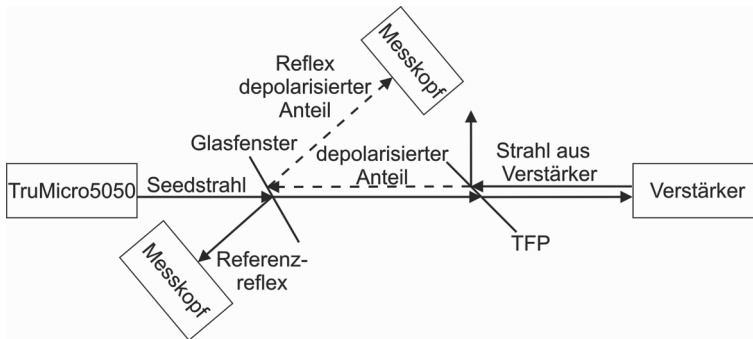 Messkopf
Reflex
depolarisierter
Anteil
Glasfenster
depolarisierter
Anteil
Strahl aus
Verstärker
TruMicro5050
Seedstrahl
Verstärker
TFP
Messkopf
Referenz-
reflex